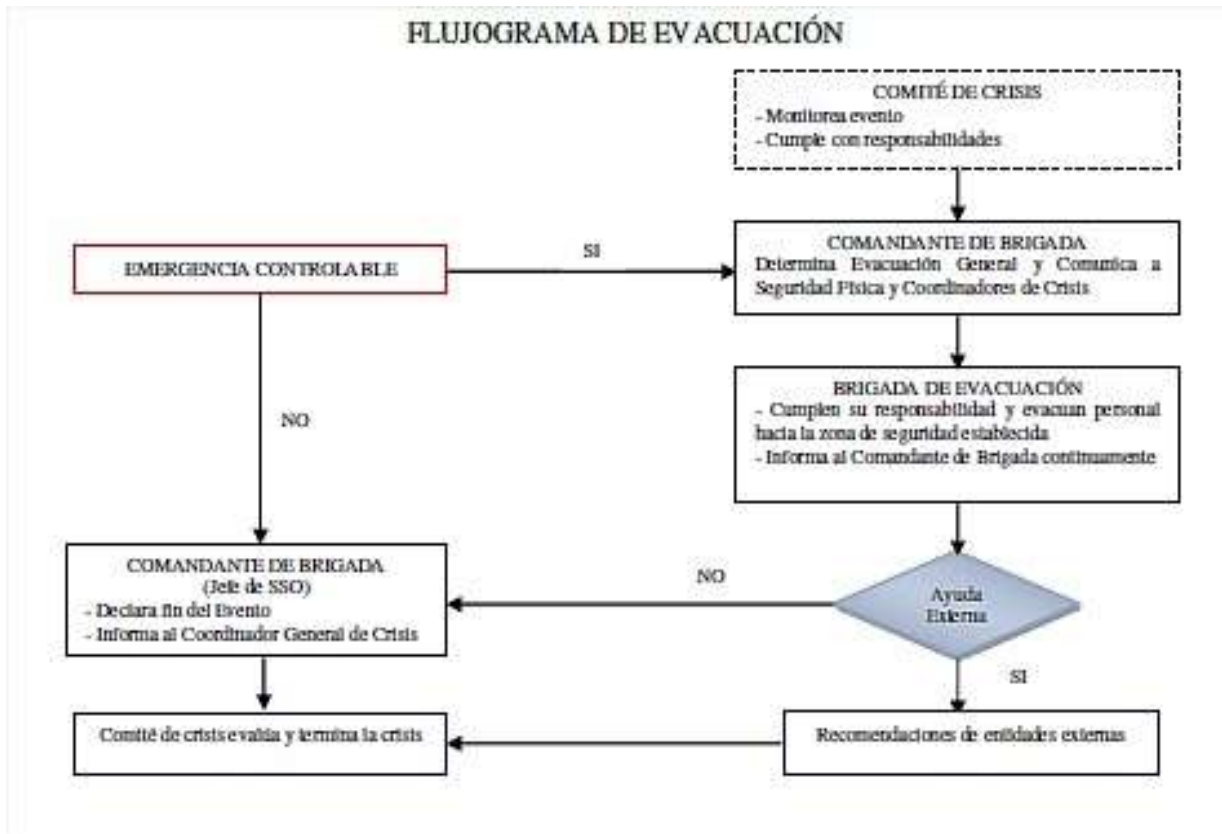 FLUJOGRAMA DE EVACUACIÓN
COMITÉ DE CRISIS
- Monitorea evento
- Cumple con responsabilidades
SI
COMANDANTE DE BRIGADA
Determina Evacuación General y Comunica a
Seguridad Física y Coordinadores de Crisis
EMERGENCIA CONTROLABLE
NO
BRIGADA DE EVACUACIÓN
- Cumplen su responsabilidad y evacuan personal
hacia la zona de seguridad establecida
- Informa al Comandante de Brigada continuamente
COMANDANTE DE BRIGADA
(Jefe de SSO)
- Declara fin del Evento
- Informa al Coordinador General de Crisis
NO
Ayuda
Externa
SI
Comité de crisis evalúa y termina la crisis
Recomendaciones de entidades externas